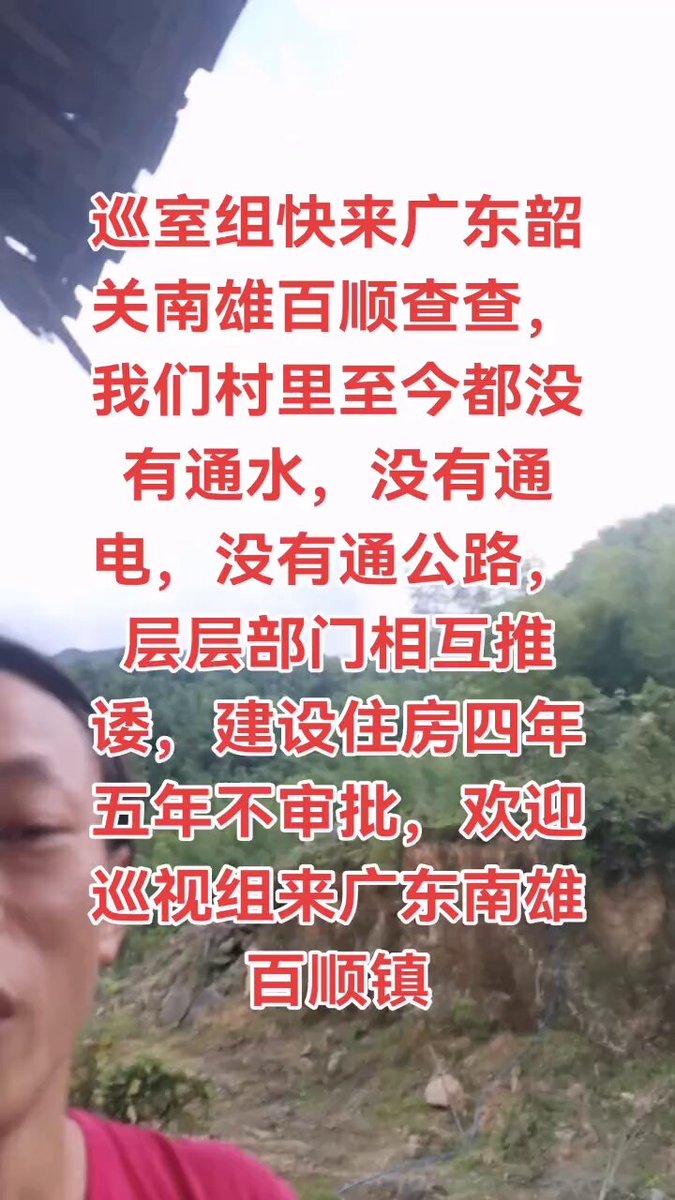 巡室组快来广东韶
关南雄百顺查查，
我们村里至今都没
有通水，没有通
电，没有通公路，
层层部门相互推
诿，建设住房四年
五年不审批，欢迎
巡视组来广东南雄
百顺镇